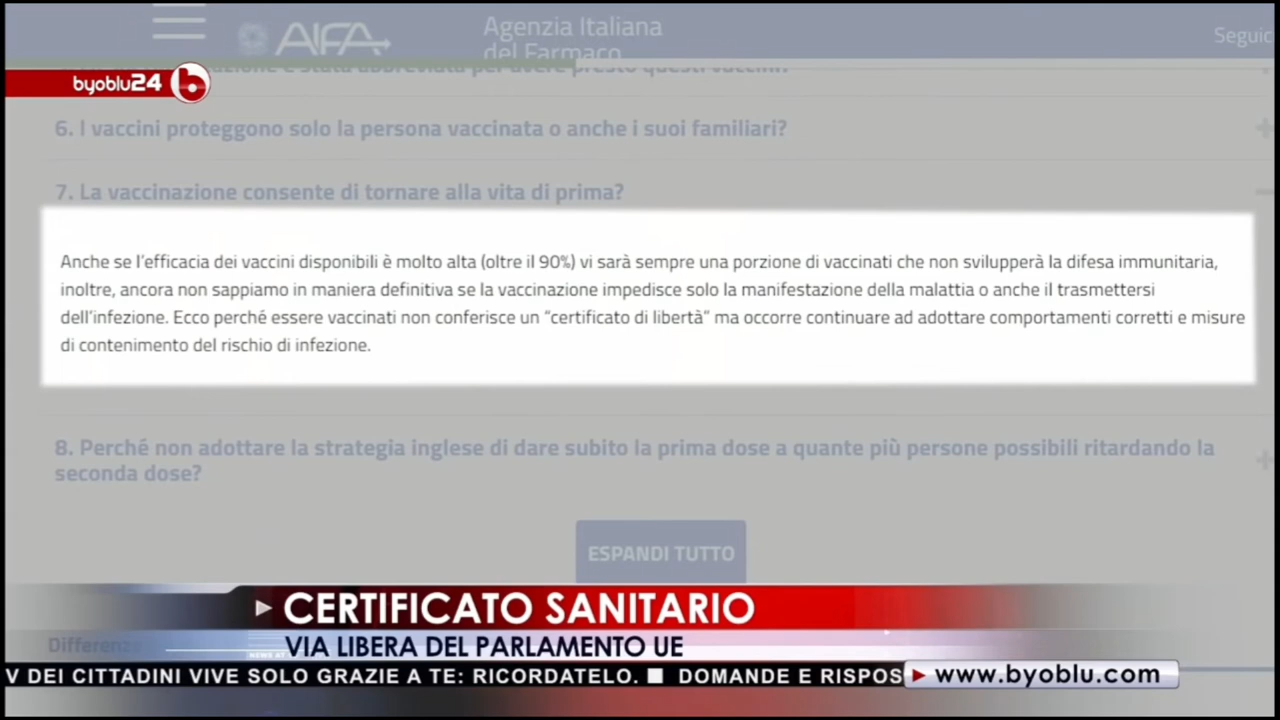 AIFA
Agenzia Italiana
del Farmaco
Seguic
byoblu24
6. I vaccini proteggono solo la persona vaccinata o anche i suoi familiari?
7. La vaccinazione consente di tornare alla vita di prima?
Anche se l'efficacia dei vaccini disponibili è molto alta (oltre il 90%) vi sarà sempre una porzione di vaccinati che non svilupperà la difesa immunitaria,
inoltre, ancora non sappiamo in maniera definitiva se la vaccinazione impedisce solo la manifestazione della malattia o anche il trasmettersi
dell'infezione. Ecco perché essere vaccinati non conferisce un "certificato di libertà" ma occorre continuare ad adottare comportamenti corretti e misure
di contenimento del rischio di infezione.
8. Perché non adottare la strategia inglese di dare subito la prima dose a quante più persone possibili ritardando la
seconda dose?
ESPANDI TUTTO
CERTIFICATO SANITARIO
VIA LIBERA DEL PARLAMENTO UE
V DEI CITTADINI VIVE SOLO GRAZIE A TE: RICORDATELO. ■ DOMANDE E RISPOS
www.byoblu.com